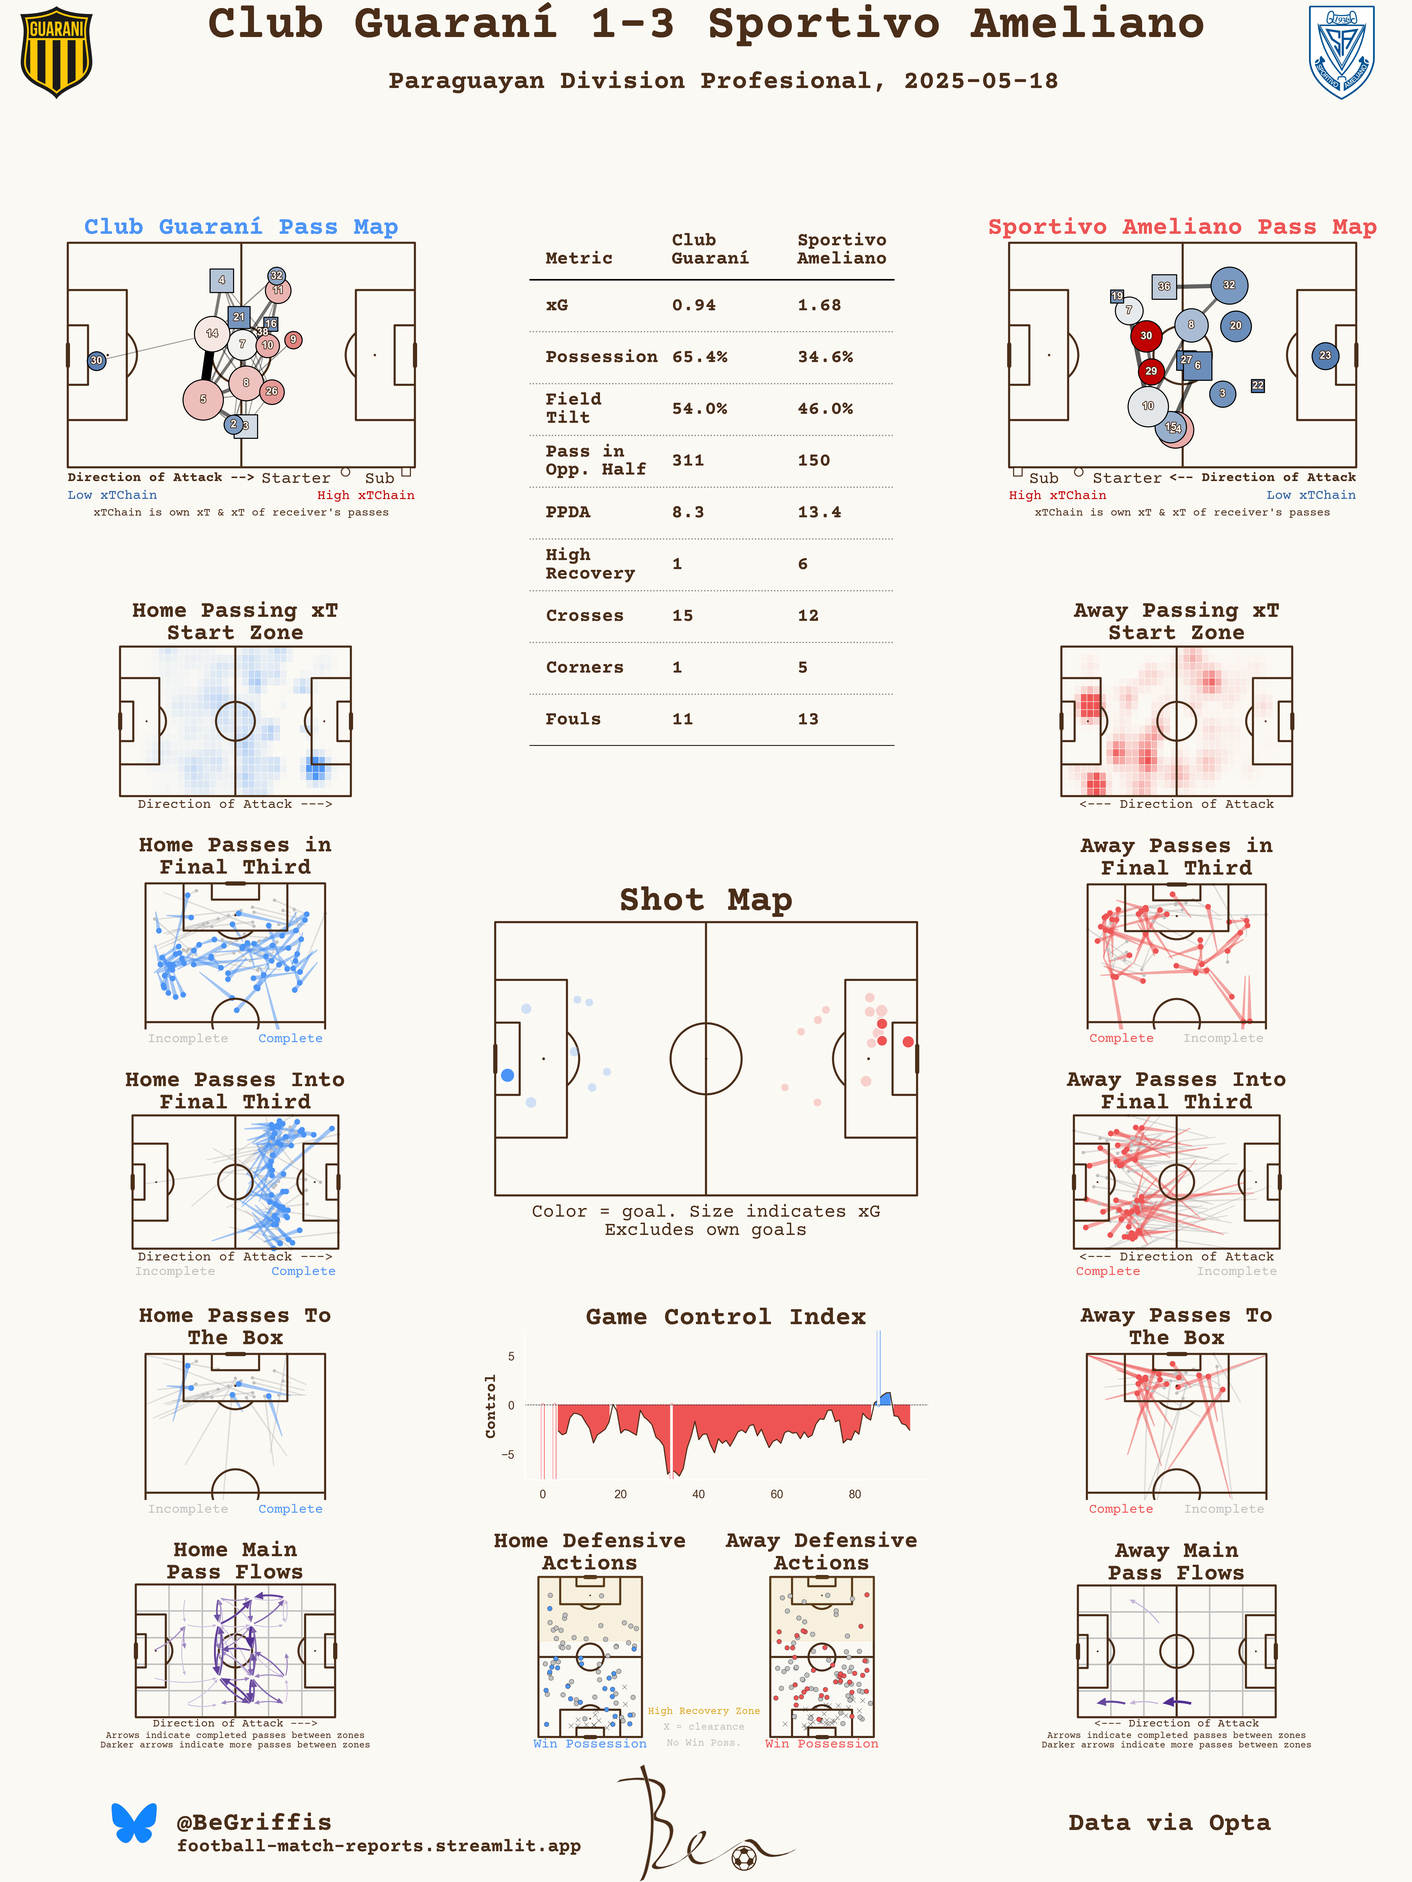 Club Guaraní 1-3 Sportivo Ameliano
Paraguayan Division Profesional, 2025-05-18
GUARANI
1936
SA
SPORTIVO AMELIANO
Club Guaraní Pass Map
4
32
11
21
16
38
14
7
10
9
30
8
5
26
2
3
Direction of Attack --> Starter Sub
Low xTChain High xTChain
xTChain is own xT & xT of receiver's passes
Metric Club Guaraní Sportivo Ameliano
xG 0.94 1.68
Possession 65.4% 34.6%
Field Tilt 54.0% 46.0%
Pass in Opp. Half 311 150
PPDA 8.3 13.4
High Recovery 1 6
Crosses 15 12
Corners 1 5
Fouls 11 13
Sportivo Ameliano Pass Map
36
32
19
7
8
20
30
27
6
23
29
22
3
10
15
24
Sub Starter <-- Direction of Attack
High xTChain Low xTChain
xTChain is own xT & xT of receiver's passes
Home Passing xT
Start Zone
Direction of Attack --->
Away Passing xT
Start Zone
<--- Direction of Attack
Home Passes in
Final Third
Incomplete Complete
Away Passes in
Final Third
Complete Incomplete
Shot Map
Color = goal. Size indicates xG
Excludes own goals
Home Passes Into
Final Third
Direction of Attack --->
Incomplete Complete
Away Passes Into
Final Third
<--- Direction of Attack
Complete Incomplete
Home Passes To
The Box
Incomplete Complete
Game Control Index
Control
5
0
−5
0 20 40 60 80
Away Passes To
The Box
Complete Incomplete
Home Main
Pass Flows
Direction of Attack --->
Arrows indicate completed passes between zones
Darker arrows indicate more passes between zones
Home Defensive
Actions
Win Possession
High Recovery Zone
X = clearance
No Win Poss.
Away Defensive
Actions
Win Possession
Away Main
Pass Flows
<--- Direction of Attack
Arrows indicate completed passes between zones
Darker arrows indicate more passes between zones
@BeGriffis
football-match-reports.streamlit.app
Ben
Data via Opta